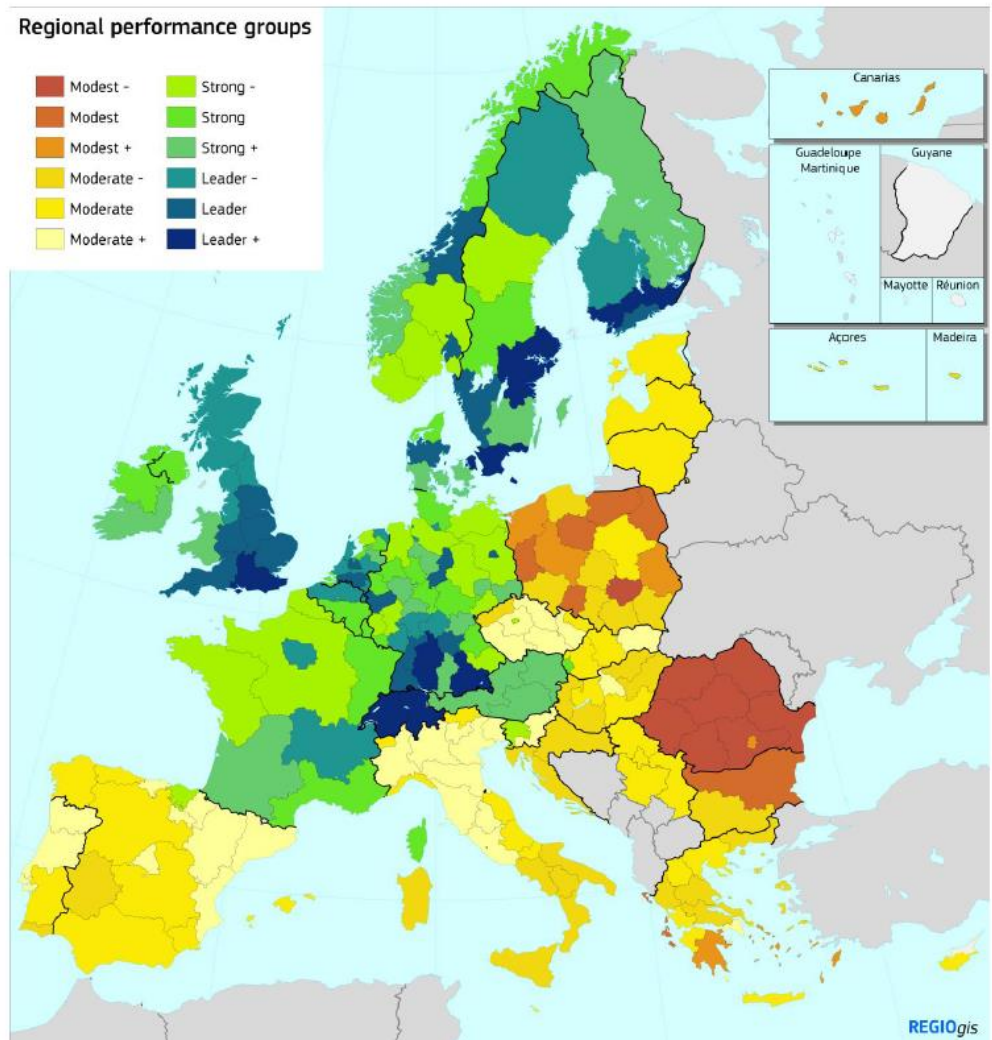 Regional performance groups
Modest -
Modest
Modest +
Moderate -
Moderate
Moderate +
Strong -
Strong
Strong +
Leader -
Leader
Leader +
Canarias
Guadeloupe
Martinique
Guyane
Mayotte
Réunion
Açores
Madeira
REGIOgis